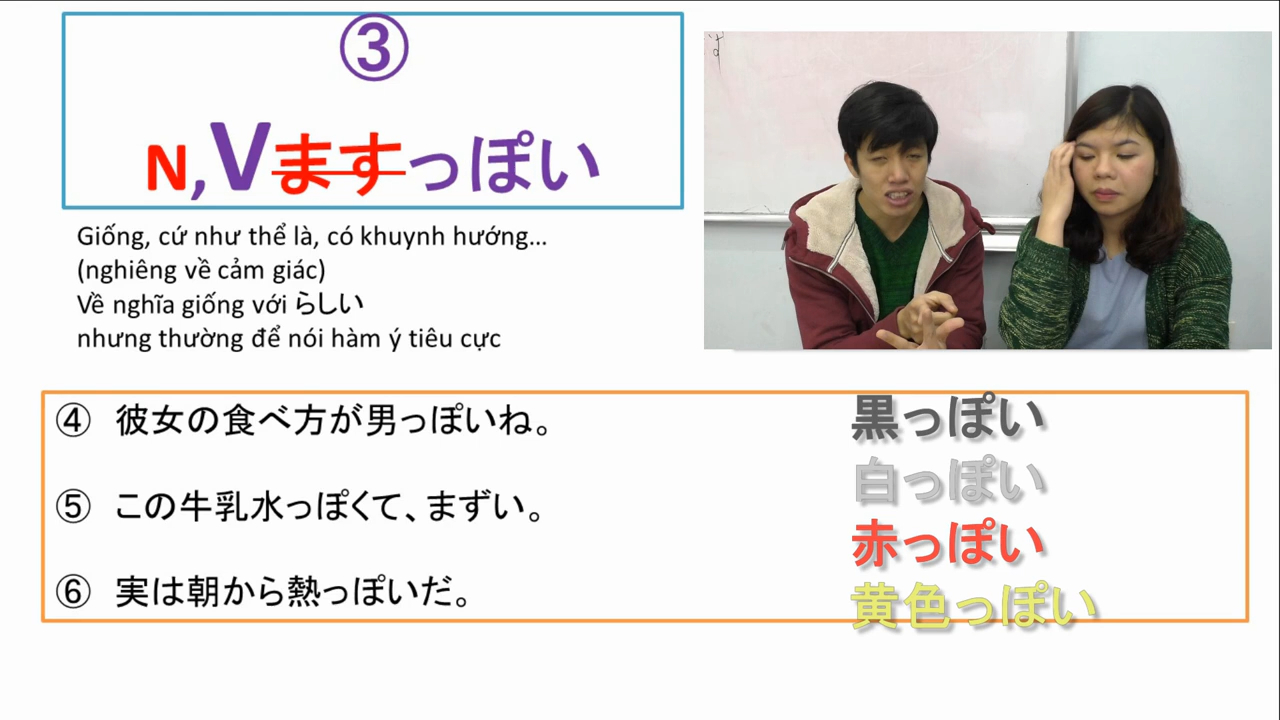 ③
N,Vますっぽい
Giống, cứ như thể là, có khuynh hướng...
(nghiêng về cảm giác)
Về nghĩa giống với らしい
nhưng thường để nói hàm ý tiêu cực
④ 彼女の食べ方が男っぽいね。
⑤ この牛乳水っぽくて、まずい。
⑥ 実は朝から熱っぽいだ。
黒っぽい
白っぽい
赤っぽい
黄色っぽい